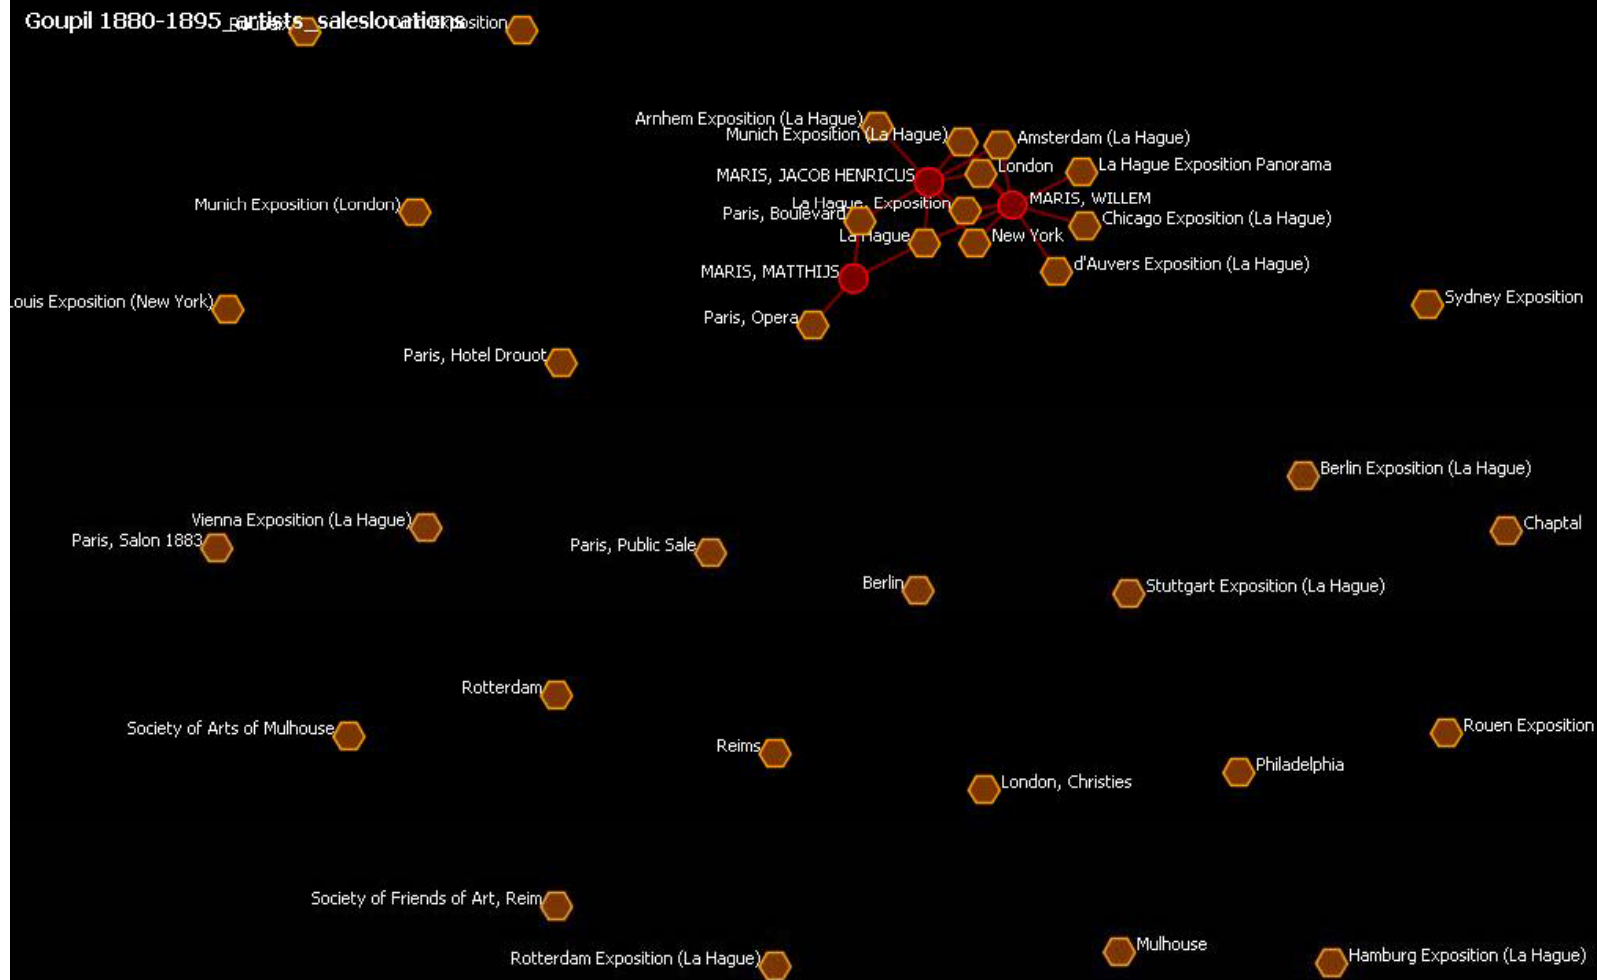 Goupil 1880-1895_artists_saleslocations
Exposition
Arnhem Exposition (La Hague)
Munich Exposition (La Hague)
Amsterdam (La Hague)
London
La Hague Exposition Panorama
MARIS, JACOB HENRICUS
MARIS, WILLEM
La Hague, Exposition
Munich Exposition (London)
Paris, Boulevard
Chicago Exposition (La Hague)
La Hague
New York
d'Auvers Exposition (La Hague)
MARIS, MATTHIJS
Louis Exposition (New York)
Sydney Exposition
Paris, Opera
Paris, Hotel Drouot
Berlin Exposition (La Hague)
Vienna Exposition (La Hague)
Chaptal
Paris, Salon 1883
Paris, Public Sale
Berlin
Stuttgart Exposition (La Hague)
Rotterdam
Society of Arts of Mulhouse
Rouen Exposition
Reims
Philadelphia
London, Christies
Society of Friends of Art, Reim
Mulhouse
Rotterdam Exposition (La Hague)
Hamburg Exposition (La Hague)